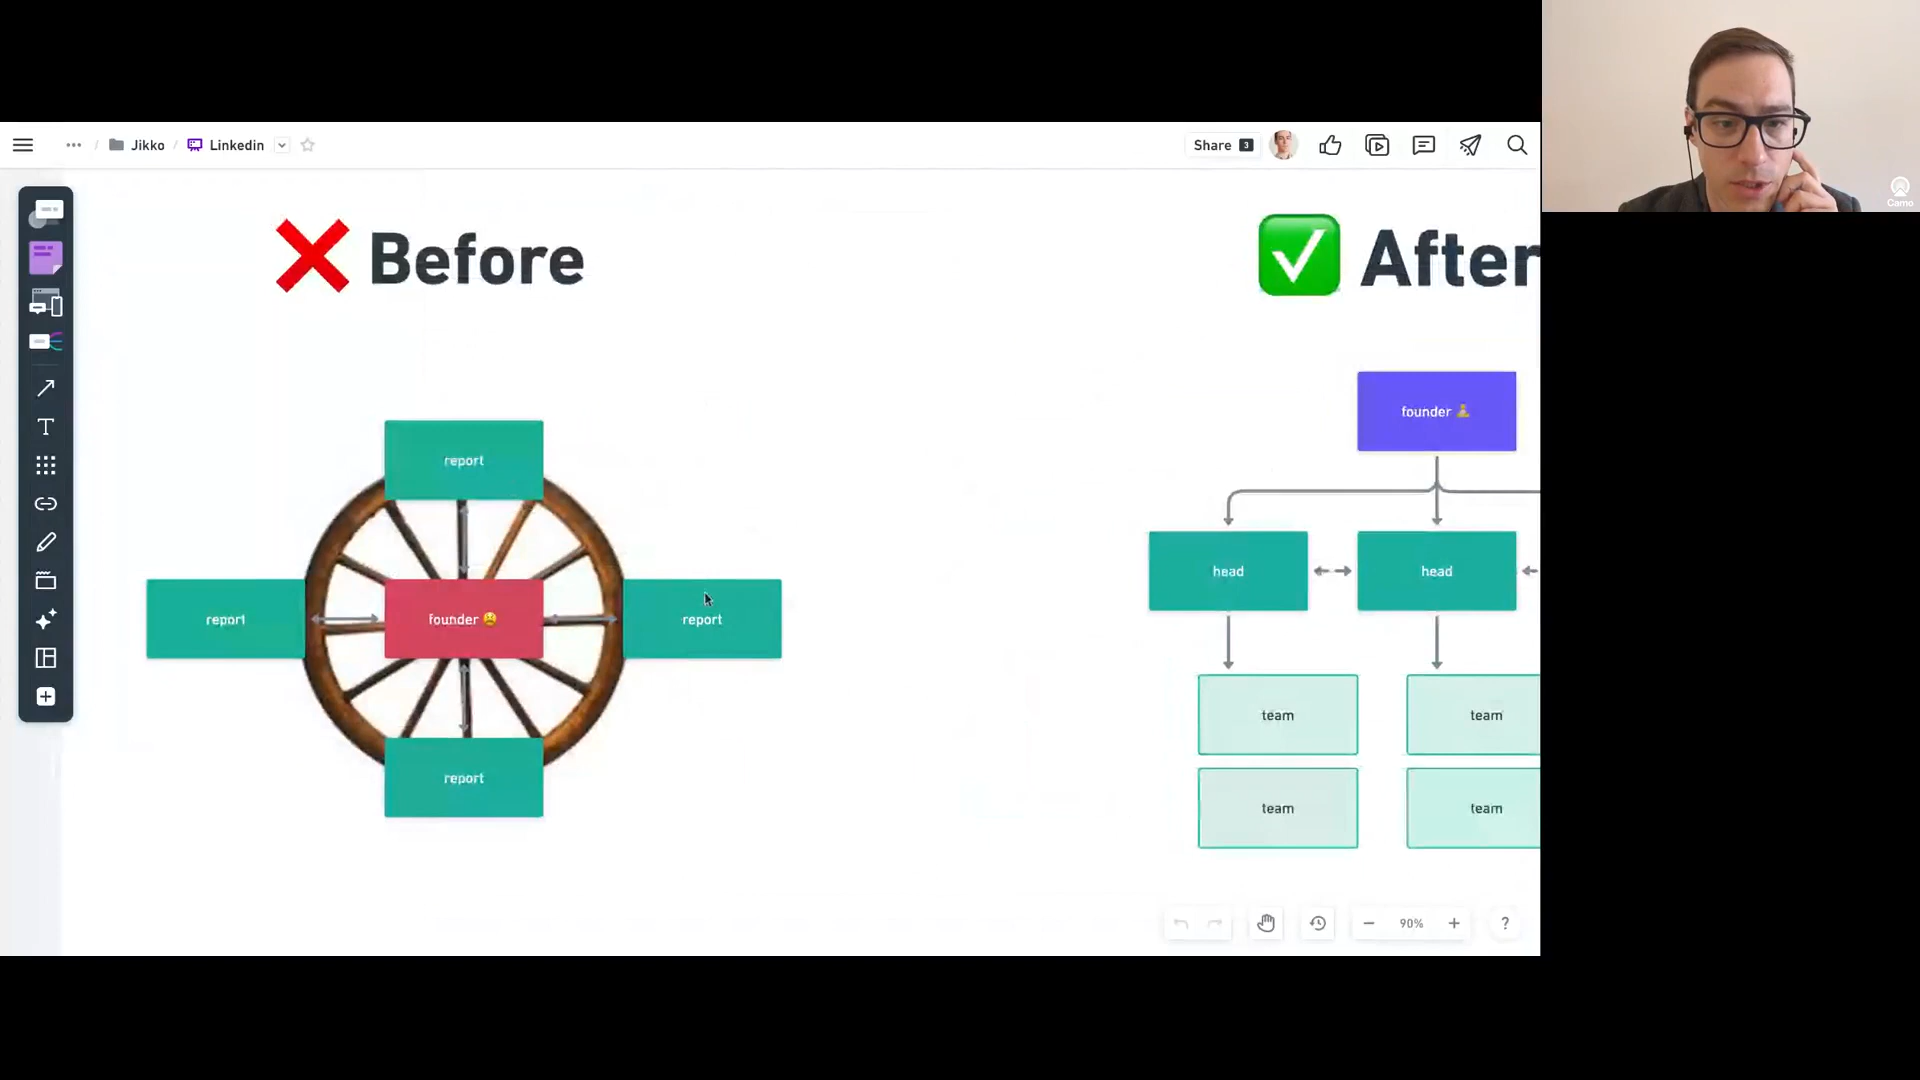 ... / Jikko / Linkedin
Share 3
Camo
❌ Before
✅ After
report
report
founder
report
report
founder
head
head
team
team
team
team
90%
?